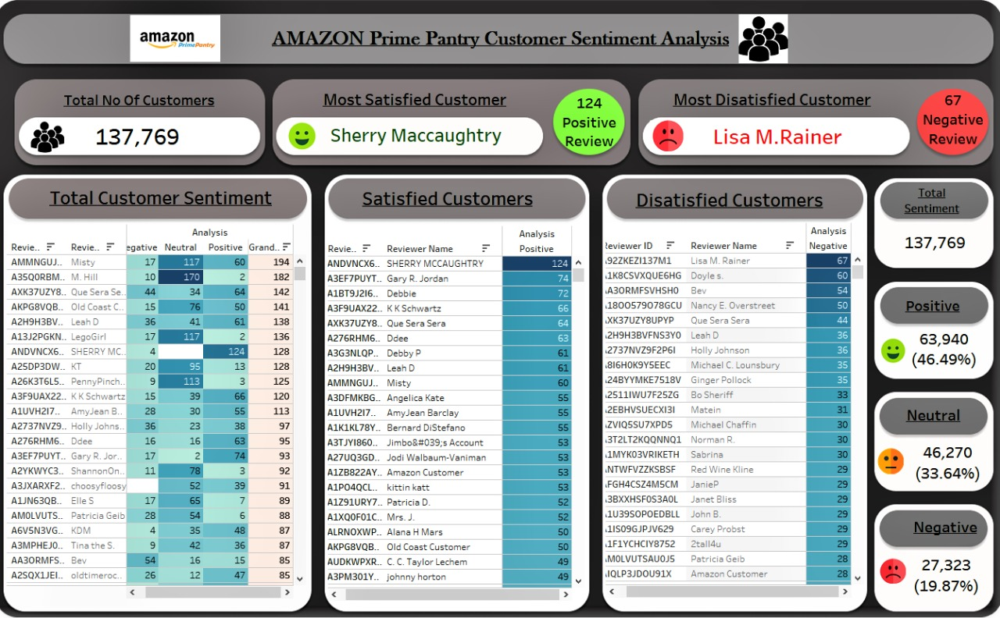 amazon
PrimePantry
AMAZON Prime Pantry Customer Sentiment Analysis
Total No Of Customers
137,769
Most Satisfied Customer
Sherry Maccaughtry
124
Positive
Review
Most Disatisfied Customer
Lisa M.Rainer
67
Negative
Review
Total Customer Sentiment
Analysis
Revie.. Revie.. egative Neutral Positive Grand..
AMMNGUJ.. Misty 17 117 60 194
A35Q0RBM.. M. Hill 10 170 2 182
AXK37UZY8.. Que Sera Se.. 44 34 64 142
AKPG8VQB.. Old Coast C.. 15 76 50 141
A2H9H3BV.. Leah D 36 41 61 138
A13J2PGKN.. LegoGirl 17 117 2 136
ANDVNCX6.. SHERRY MC.. 4 124 128
A25DP3DW.. KT 20 95 13 128
A26K3T6L5.. PennyPinch.. 9 113 3 125
A3F9UAX22.. K K Schwartz 15 39 66 120
A1UVH2I7.. AmyJean B.. 28 30 55 113
A2737NVZ9.. Holly Johns.. 36 23 38 97
A276RHM6.. Ddee 16 16 63 95
A3EF7PUYT.. Gary R. Jor.. 17 2 74 93
A2YKWYC3.. ShannonOn.. 11 78 3 92
A3JXARXF2.. choosyfloosy 52 39 91
A1JN63QB.. Elle S 17 65 7 89
AM0LVUTS.. Patricia Geib 28 54 6 88
A6V5N3VG.. KDM 4 35 48 87
A3MPHEJ0.. Tina the S. 9 42 36 87
AA3ORMFS.. Bev 54 16 15 85
A2SQX1JEI.. oldtimeroc.. 26 12 47 85
Satisfied Customers
Analysis
Revie.. Reviewer Name Positive
ANDVNCX6.. SHERRY MCCAUGHTRY 124
A3EF7PUYT.. Gary R. Jordan 74
A1BT9J2I6.. Debbie 72
A3F9UAX22.. K K Schwartz 66
AXK37UZY8.. Que Sera Sera 64
A276RHM6.. Ddee 63
A3G3NLQP.. Debby P 61
A2H9H3BV.. Leah D 61
AMMNGUJ.. Misty 60
A3DFMKBG.. Angelica Kate 55
A1UVH2I7.. AmyJean Barclay 55
A1K1KL78Y.. Bernard DiStefano 55
A3TJYI860.. Jimbo&#039;s Account 55
A27UQ3GD.. Jodi Walbaum-Vaniman 53
A1ZB822AY.. Amazon Customer 53
A1PO4QCL.. kittin katt 53
A1Z91URY7.. Patricia D. 52
A1XQ0F01C.. Mrs. J. 52
ALRNOXWP.. Alana H Mars 50
AKPG8VQB.. Old Coast Customer 50
AUDKWPXR.. C. C. Taylor Lechem 49
A3PM301Y.. johnny horton 49
Disatisfied Customers
Analysis
Reviewer ID Reviewer Name Negative
92ZKEZI137M1 Lisa M. Rainer 67
1K8CSVXQUE6HG Doyle s. 60
AA3ORMFSVHSH0 Bev 54
18OO579O78GCU Nancy E. Overstreet 50
XK37UZY8UPYP Que Sera Sera 44
2H9H3BVFNS3Y0 Leah D 36
2737NVZ9F2P6I Holly Johnson 36
8I6H0K9Y5EEC Michael C. Lounsbury 35
24BYYMKE7518V Ginger Pollock 35
2511IWU7F25ZG Bo Sheriff 33
2EBHVSUECXI3I Matein 31
ZVIQ5SU7XPD5 Michael Chaffin 30
3T2LT2KQQNNQ1 Norman R. 30
1MYK03VRIKETH Sabrina 30
NTWFVZZKSBSF Red Wine Kline 29
FGH4CSZ4M5CM JanieP 29
3BXXHSF0S3A0L Janet Bliss 29
1U39SOPOEDBLL John B. 29
1IS09GJPJV629 Carey Probst 29
1F1YCHCIY8752 2tall4u 29
M0LVUTSAU0J5 Patricia Geib 28
IQLP3JDOU91X Amazon Customer 28
Total
Sentiment
137,769
Positive
63,940
(46.49%)
Neutral
46,270
(33.64%)
Negative
27,323
(19.87%)